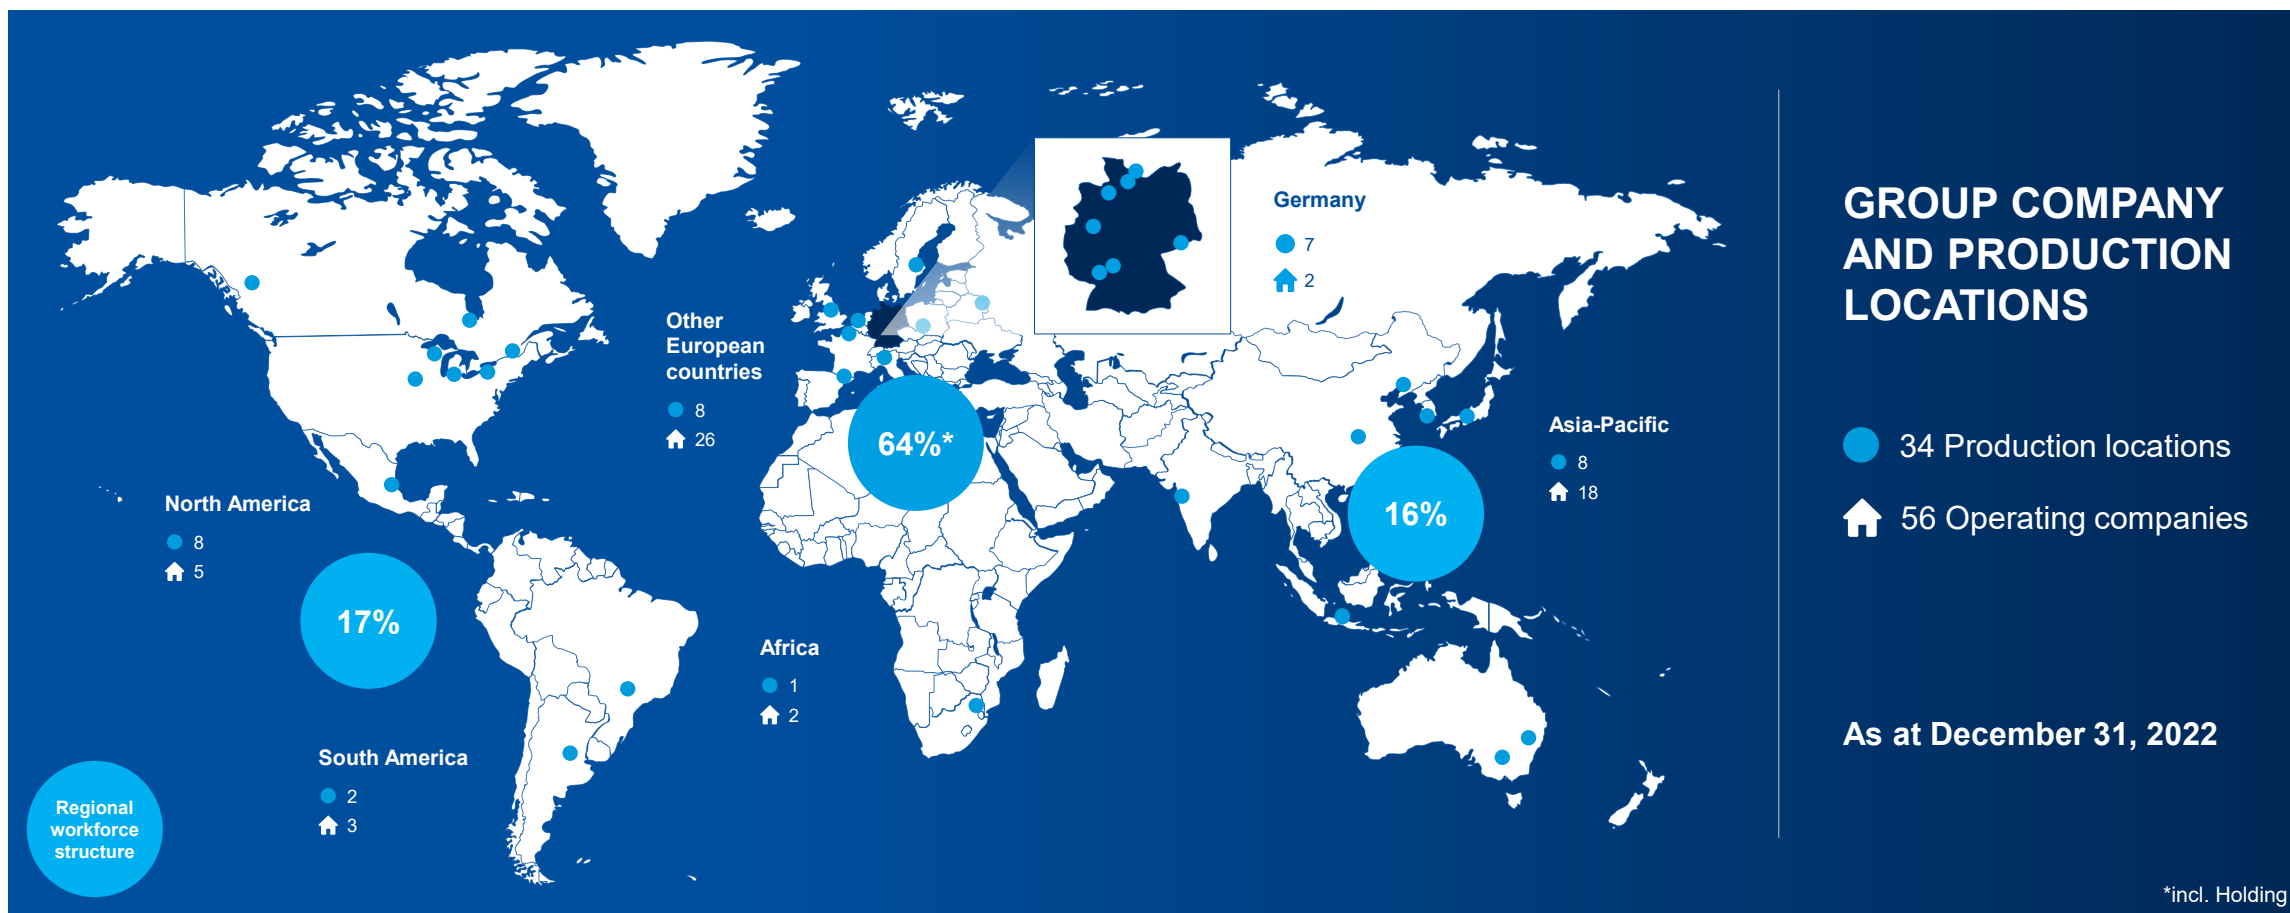 GROUP COMPANY
AND PRODUCTION
LOCATIONS
34 Production locations
56 Operating companies
As at December 31, 2022
*incl. Holding
Germany
7
2
Other
European
countries
8
26
64%*
Asia-Pacific
8
18
16%
North America
8
5
17%
Africa
1
2
South America
2
3
Regional
workforce
structure